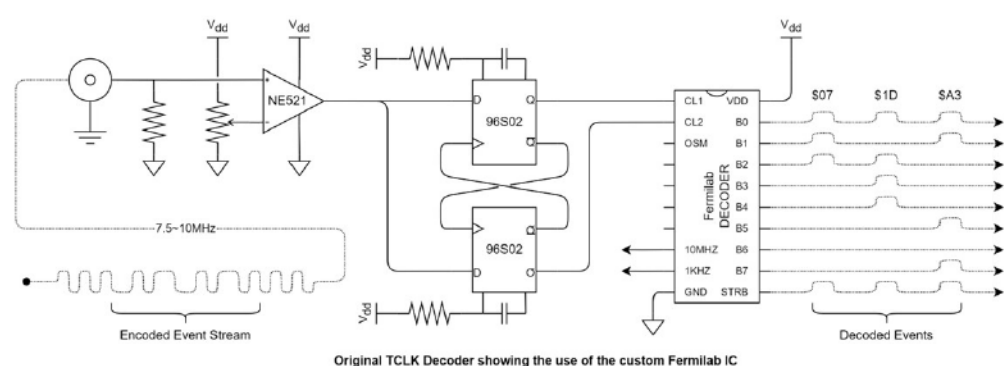 Vdd
Vdd
Vdd
Vdd
NE521
D
Q
96S02
Q
96S02
D
Q
Vdd
7.5~10MHz
Encoded Event Stream
CL1
VDD
CL2
B0
OSM
B1
B2
B3
B4
B5
10MHZ
B6
1KHZ
B7
GND
STRB
Fermilab
DECODER
$07
$1D
$A3
Decoded Events
Original TCLK Decoder showing the use of the custom Fermilab IC